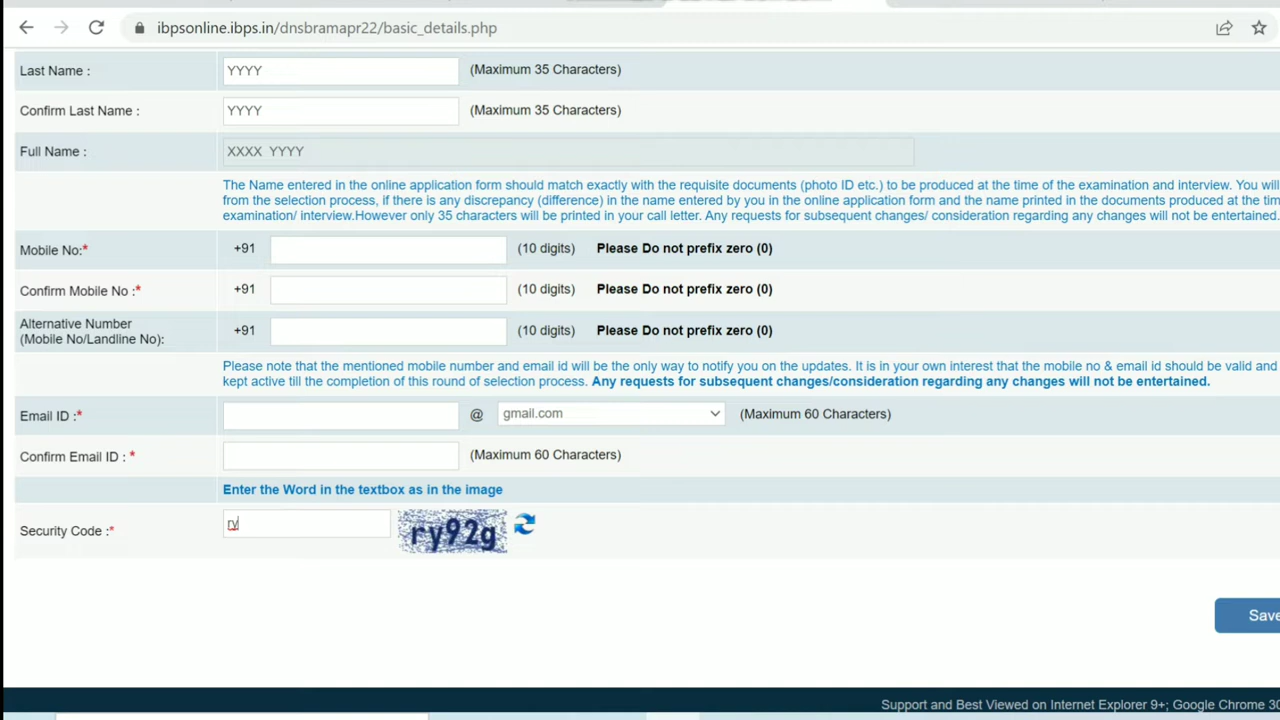 ibpsonline.ibps.in/dnsbramapr22/basic_details.php
Last Name :
YYYY
(Maximum 35 Characters)
Confirm Last Name :
YYYY
(Maximum 35 Characters)
Full Name :
XXXX YYYY
The Name entered in the online application form should match exactly with the requisite documents (photo ID etc.) to be produced at the time of the examination and interview. You will
from the selection process, if there is any discrepancy (difference) in the name entered by you in the online application form and the name printed in the documents produced at the
examination/ interview.However only 35 characters will be printed in your call letter. Any requests for subsequent changes/ consideration regarding any changes will not be entertained.
Mobile No:*
+91
(10 digits)
Please Do not prefix zero (0)
Confirm Mobile No :*
+91
(10 digits)
Please Do not prefix zero (0)
Alternative Number
(Mobile No/Landline No):
+91
(10 digits)
Please Do not prefix zero (0)
Please note that the mentioned mobile number and email id will be the only way to notify you on the updates. It is in your own interest that the mobile no & email id should be valid and
kept active till the completion of this round of selection process. Any requests for subsequent changes/consideration regarding any changes will not be entertained.
Email ID :*
@
gmail.com
(Maximum 60 Characters)
Confirm Email ID : *
(Maximum 60 Characters)
Enter the Word in the textbox as in the image
Security Code :*
ry
ry92g
Save
Support and Best Viewed on Internet Explorer 9+; Google Chrome